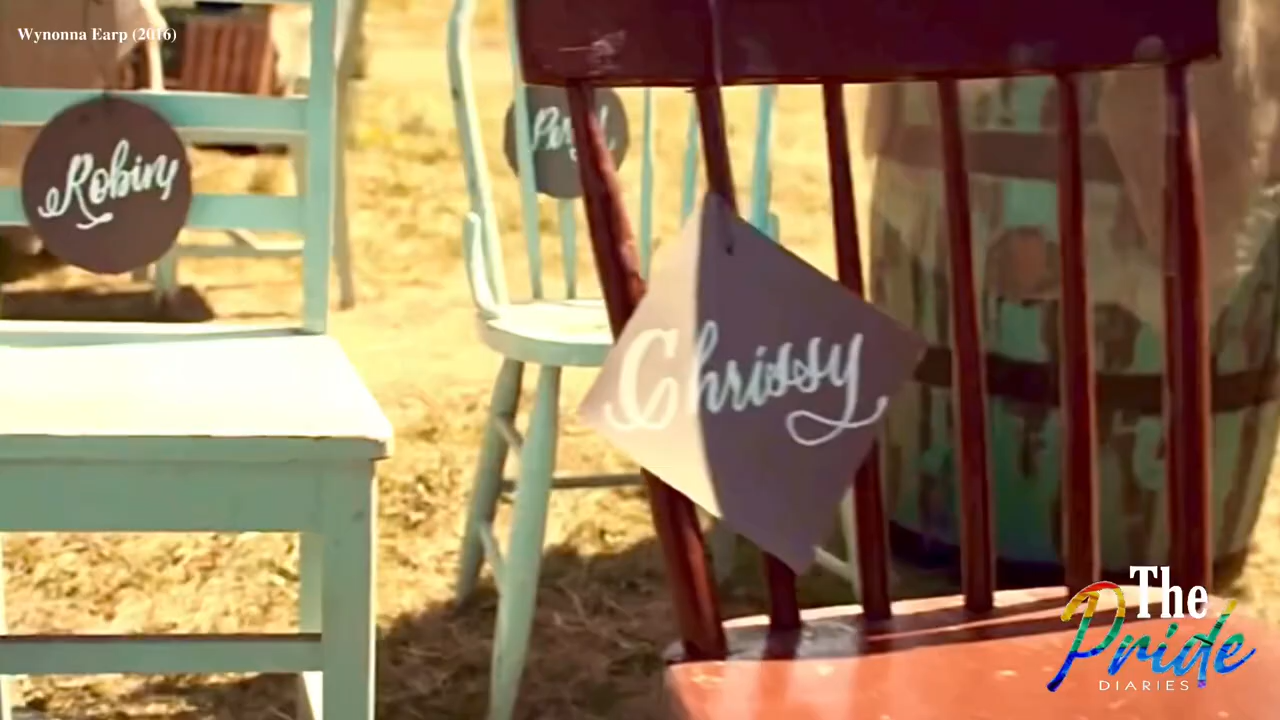 Wynonna Earp (2016)
Robin
Chrissy
The
Pride
DIARIES